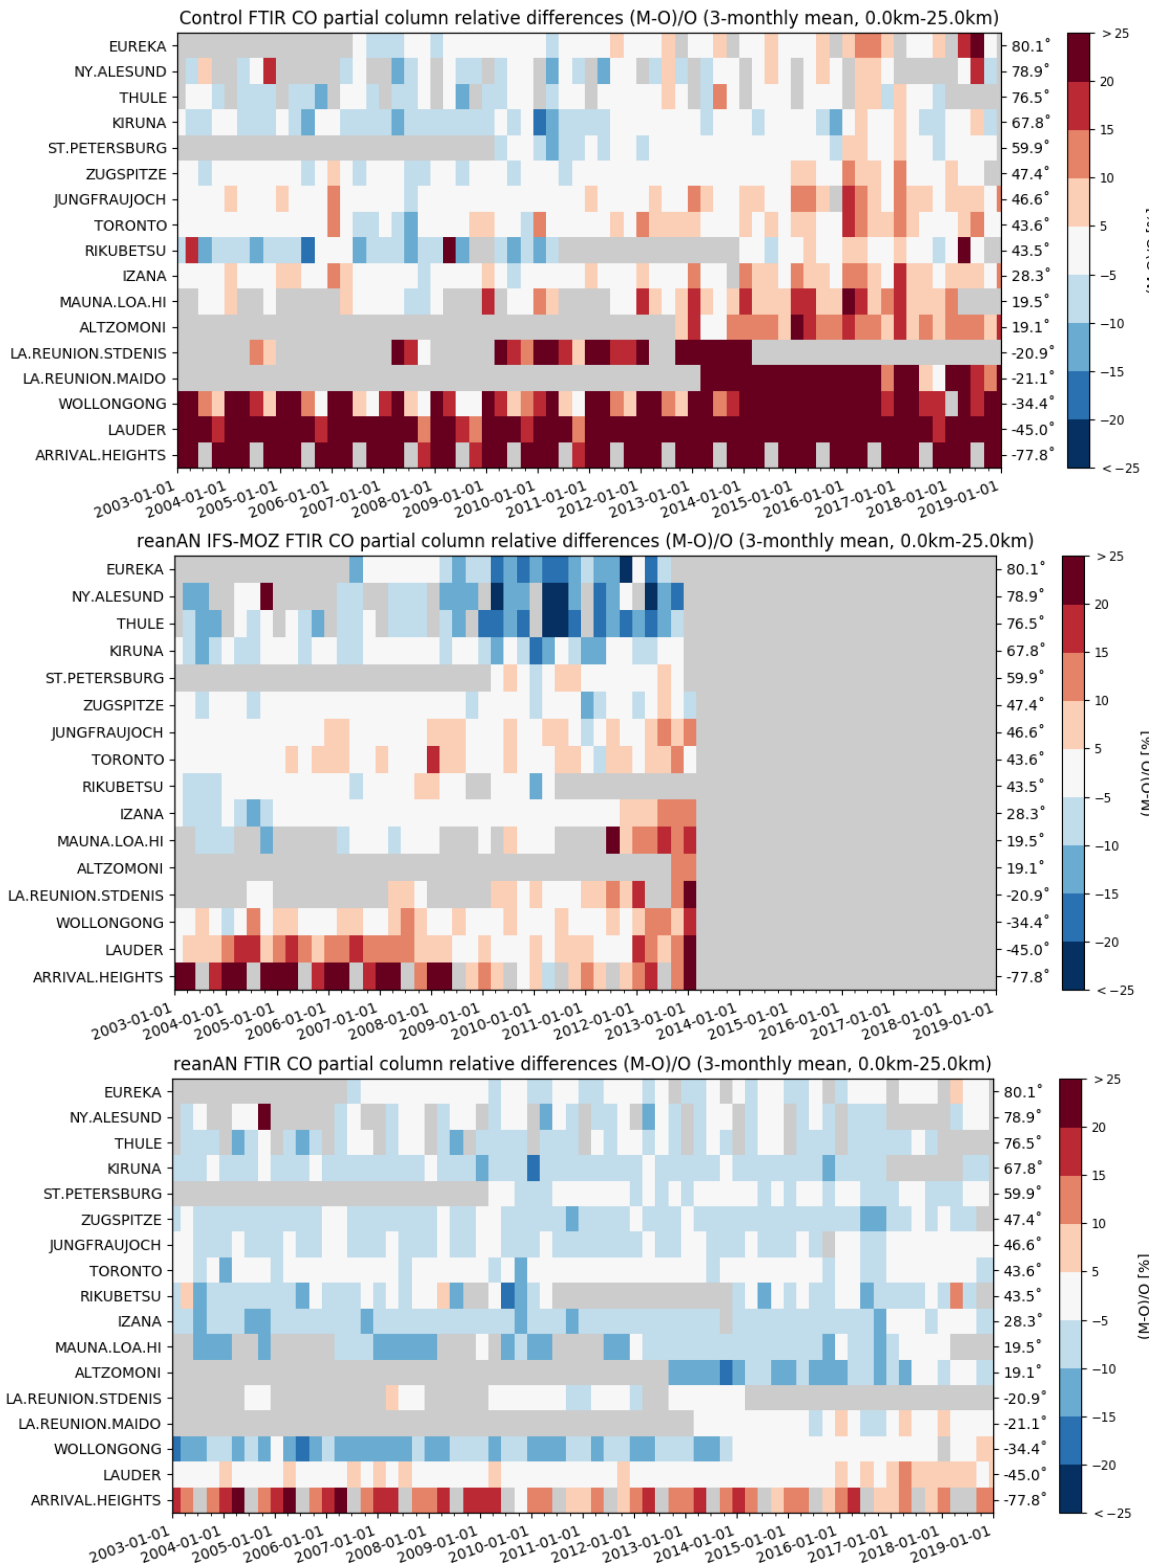 Control FTIR CO partial column relative differences (M-O)/O (3-monthly mean, 0.0km-25.0km)
EUREKA 80.1°
NY.ALESUND 78.9°
THULE 76.5°
KIRUNA 67.8°
ST.PETERSBURG 59.9°
ZUGSPITZE 47.4°
JUNGFRAUJOCH 46.6°
TORONTO 43.6°
RIKUBETSU 43.5°
IZANA 28.3°
MAUNA.LOA.HI 19.5°
ALTZOMONI 19.1°
LA.REUNION.STDENIS -20.9°
LA.REUNION.MAIDO -21.1°
WOLLONGONG -34.4°
LAUDER -45.0°
ARRIVAL.HEIGHTS -77.8°
2003-01-01 2004-01-01 2005-01-01 2006-01-01 2007-01-01 2008-01-01 2009-01-01 2010-01-01 2011-01-01 2012-01-01 2013-01-01 2014-01-01 2015-01-01 2016-01-01 2017-01-01 2018-01-01 2019-01-01
> 25
20
15
10
5
−5
−10
−15
−20
< −25
reanAN IFS-MOZ FTIR CO partial column relative differences (M-O)/O (3-monthly mean, 0.0km-25.0km)
EUREKA 80.1°
NY.ALESUND 78.9°
THULE 76.5°
KIRUNA 67.8°
ST.PETERSBURG 59.9°
ZUGSPITZE 47.4°
JUNGFRAUJOCH 46.6°
TORONTO 43.6°
RIKUBETSU 43.5°
IZANA 28.3°
MAUNA.LOA.HI 19.5°
ALTZOMONI 19.1°
LA.REUNION.STDENIS -20.9°
WOLLONGONG -34.4°
LAUDER -45.0°
ARRIVAL.HEIGHTS -77.8°
2003-01-01 2004-01-01 2005-01-01 2006-01-01 2007-01-01 2008-01-01 2009-01-01 2010-01-01 2011-01-01 2012-01-01 2013-01-01 2014-01-01 2015-01-01 2016-01-01 2017-01-01 2018-01-01 2019-01-01
> 25
20
15
10
5
−5
−10
−15
−20
< −25
(M-O)/O [%]
reanAN FTIR CO partial column relative differences (M-O)/O (3-monthly mean, 0.0km-25.0km)
EUREKA 80.1°
NY.ALESUND 78.9°
THULE 76.5°
KIRUNA 67.8°
ST.PETERSBURG 59.9°
ZUGSPITZE 47.4°
JUNGFRAUJOCH 46.6°
TORONTO 43.6°
RIKUBETSU 43.5°
IZANA 28.3°
MAUNA.LOA.HI 19.5°
ALTZOMONI 19.1°
LA.REUNION.STDENIS -20.9°
LA.REUNION.MAIDO -21.1°
WOLLONGONG -34.4°
LAUDER -45.0°
ARRIVAL.HEIGHTS -77.8°
2003-01-01 2004-01-01 2005-01-01 2006-01-01 2007-01-01 2008-01-01 2009-01-01 2010-01-01 2011-01-01 2012-01-01 2013-01-01 2014-01-01 2015-01-01 2016-01-01 2017-01-01 2018-01-01 2019-01-01
> 25
20
15
10
5
−5
−10
−15
−20
< −25
(M-O)/O [%]